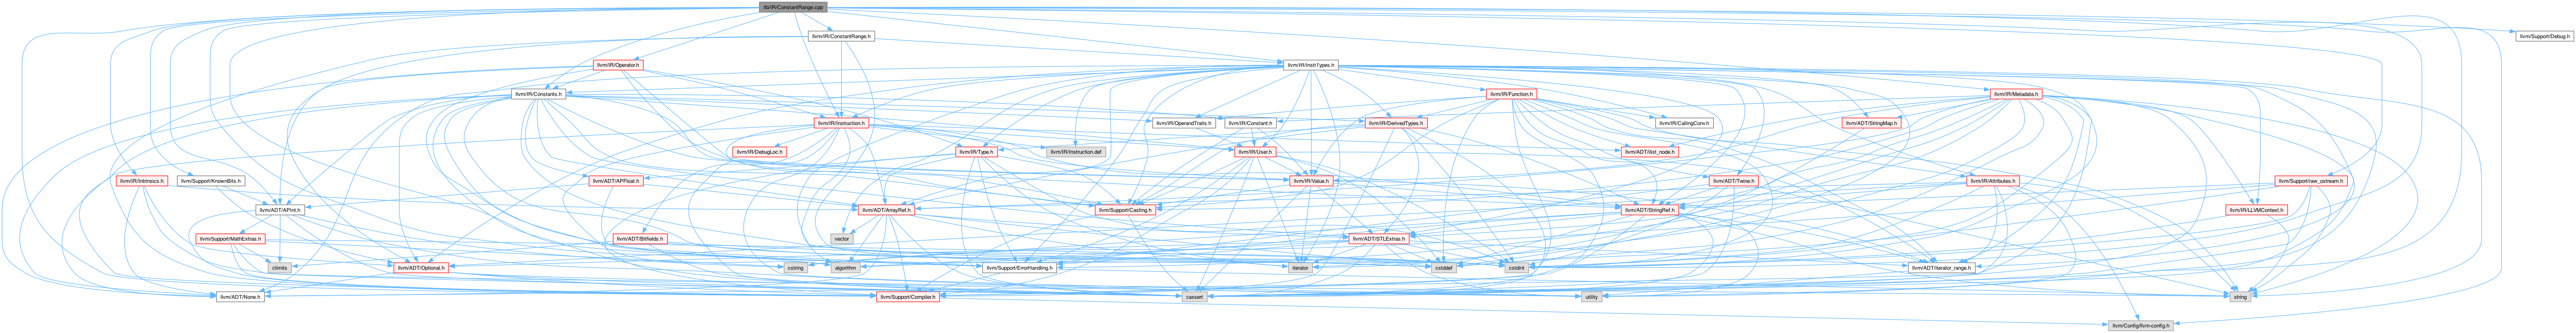 lib/IR/ConstantRange.cpp
llvm/IR/ConstantRange.h
llvm/Support/Debug.h
llvm/IR/Operator.h
llvm/IR/InstrTypes.h
llvm/IR/Constants.h
llvm/IR/Function.h
llvm/IR/Metadata.h
llvm/IR/Instruction.h
llvm/IR/OperandTraits.h
llvm/IR/Constant.h
llvm/IR/DerivedTypes.h
llvm/IR/CallingConv.h
llvm/ADT/StringMap.h
llvm/IR/DebugLoc.h
llvm/IR/Type.h
llvm/IR/Instruction.def
llvm/IR/User.h
llvm/ADT/ilist_node.h
llvm/IR/Intrinsics.h
llvm/Support/KnownBits.h
llvm/ADT/APFloat.h
llvm/IR/Value.h
llvm/ADT/Twine.h
llvm/IR/Attributes.h
llvm/Support/raw_ostream.h
llvm/ADT/APInt.h
llvm/ADT/ArrayRef.h
llvm/Support/Casting.h
llvm/ADT/StringRef.h
llvm/IR/LLVMContext.h
llvm/Support/MathExtras.h
llvm/ADT/Bitfields.h
vector
llvm/ADT/STLExtras.h
climits
llvm/ADT/Optional.h
cstring
algorithm
llvm/Support/ErrorHandling.h
iterator
cstddef
cstdint
llvm/ADT/iterator_range.h
llvm/ADT/None.h
llvm/Support/Compiler.h
cassert
utility
string
llvm/Config/llvm-config.h